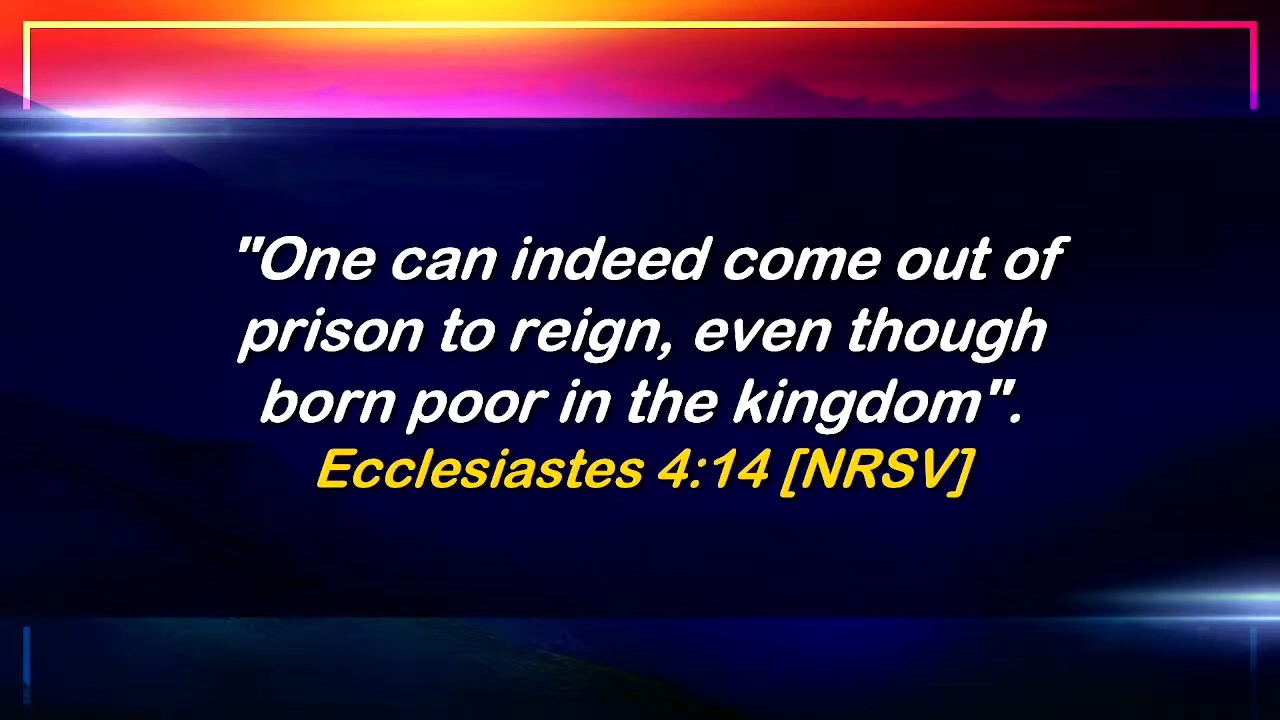 "One can indeed come out of
prison to reign, even though
born poor in the kingdom".
Ecclesiastes 4:14 [NRSV]